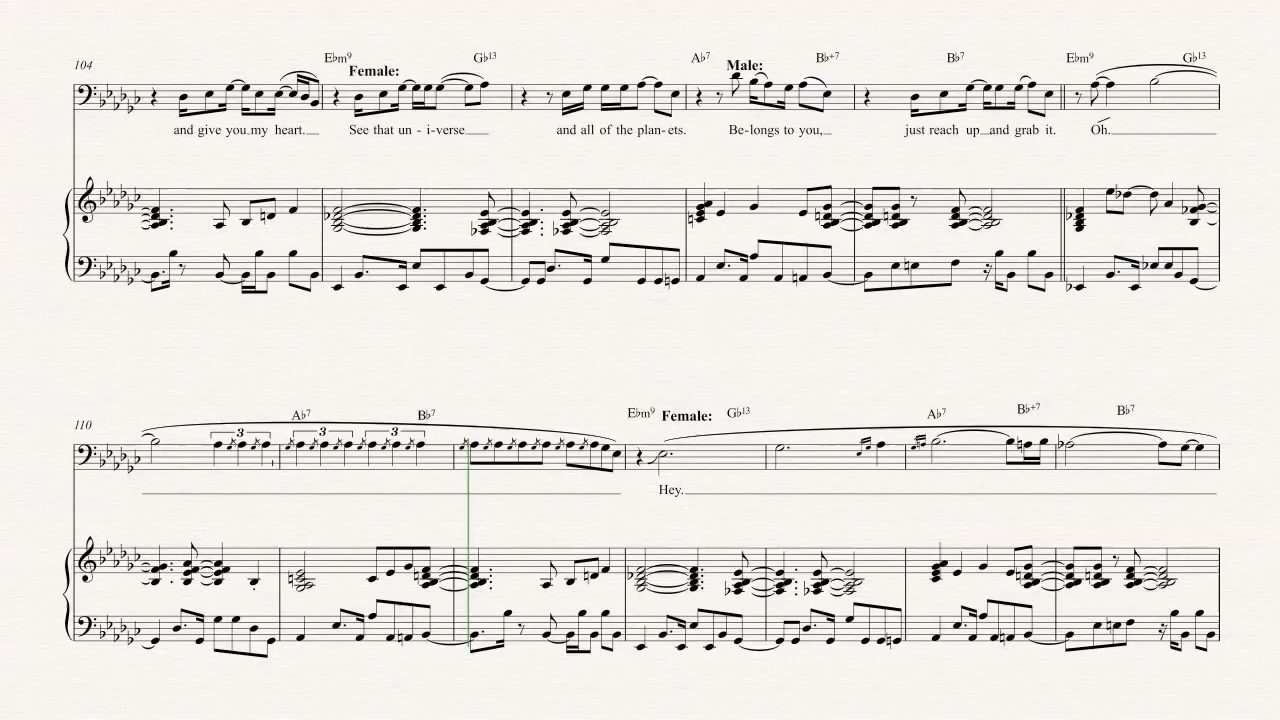 104
E♭m9 G♭13 A♭7 B♭+7 B♭7 E♭m9 G♭13
Female: Male:
and give you my heart. See that un - i-verse and all of the plan-ets. Be-longs to you, just reach up and grab it. Oh.
110
A♭7 B♭7 E♭m9 Female: G♭13 A♭7 B♭+7 B♭7
3 3 3
Hey.